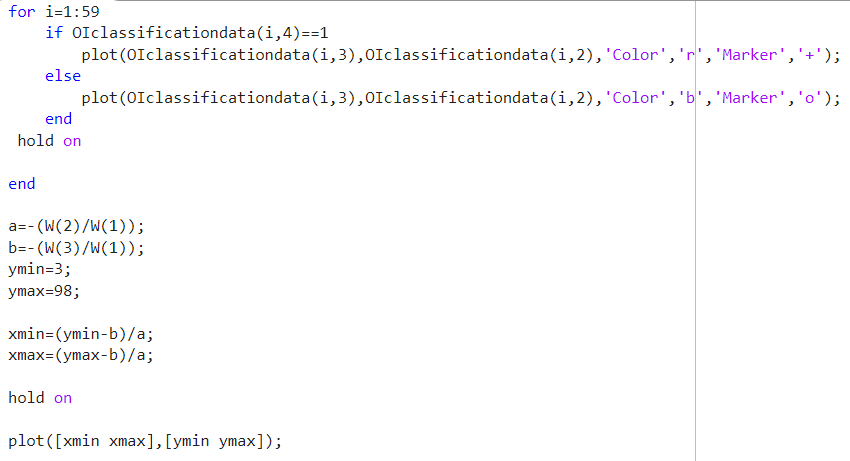 for i=1:59
    if OIclassificationdata(i,4)==1
        plot(OIclassificationdata(i,3),OIclassificationdata(i,2),'Color','r','Marker','+');
    else
        plot(OIclassificationdata(i,3),OIclassificationdata(i,2),'Color','b','Marker','o');
    end
 hold on
end
a=-(W(2)/W(1));
b=-(W(3)/W(1));
ymin=3;
ymax=98;
xmin=(ymin-b)/a;
xmax=(ymax-b)/a;
hold on
plot([xmin xmax],[ymin ymax]);